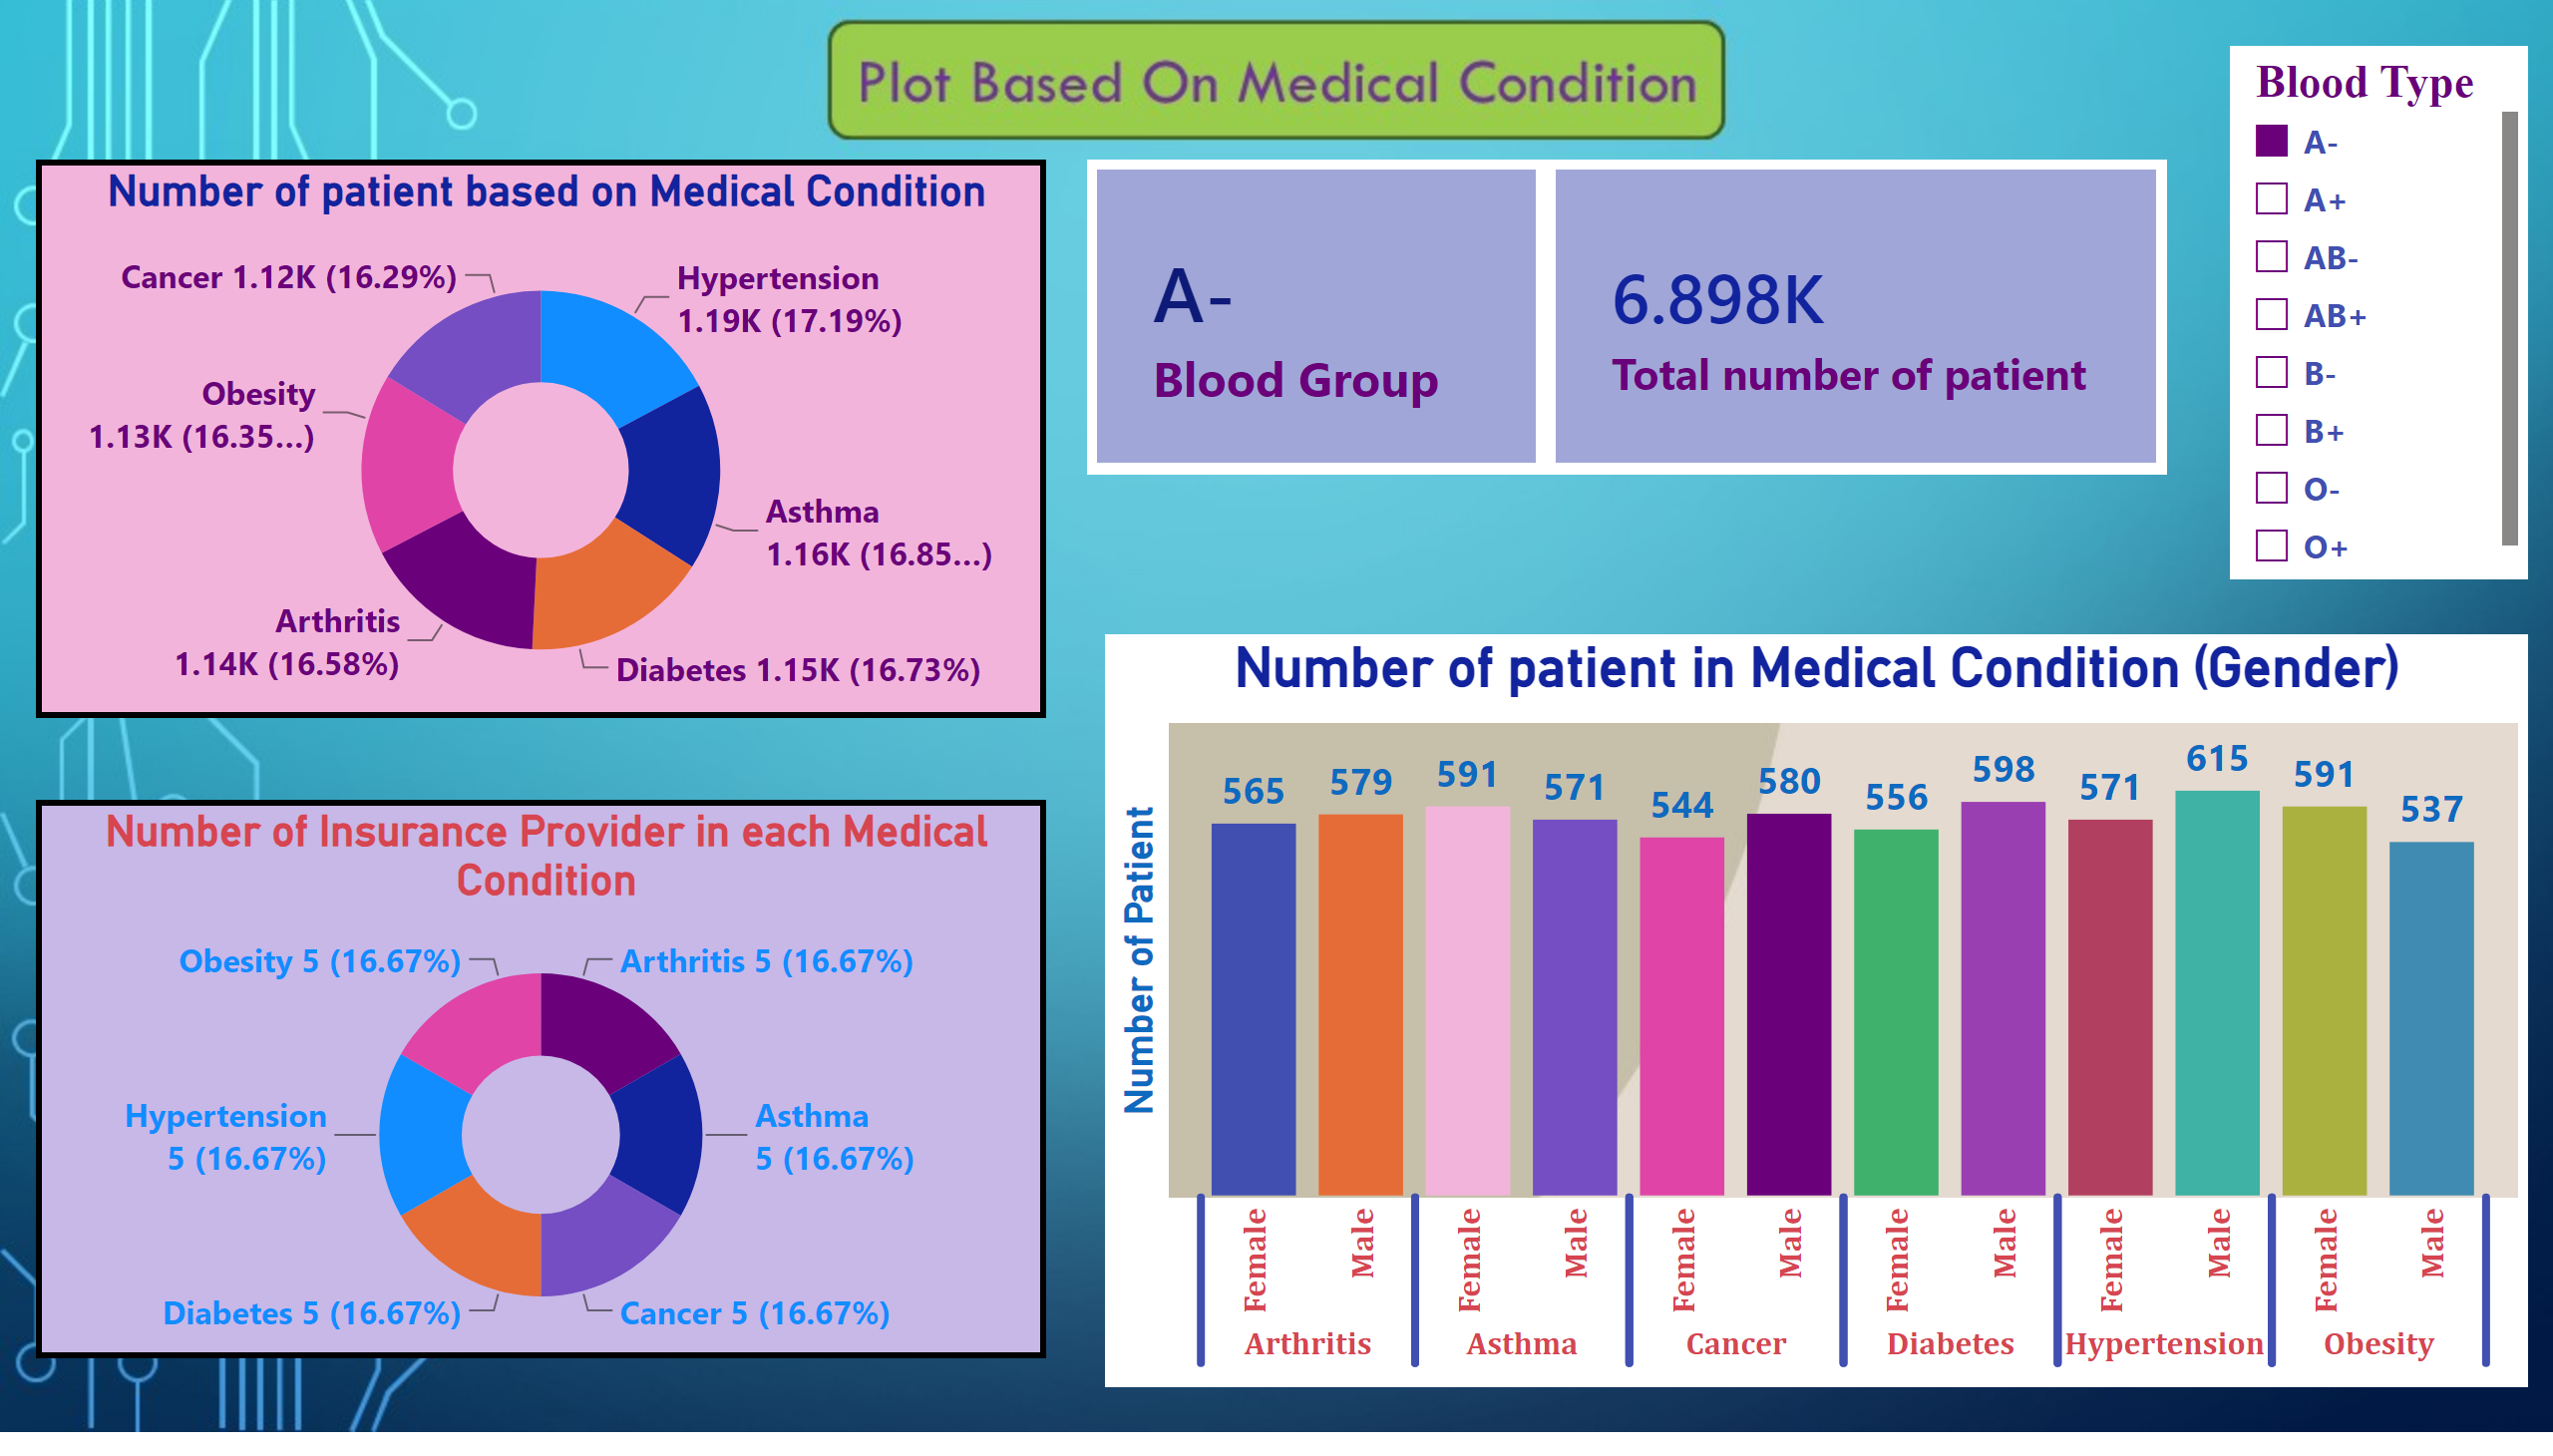 Plot Based On Medical Condition
Number of patient based on Medical Condition
Cancer 1.12K (16.29%)
Hypertension
1.19K (17.19%)
Obesity
1.13K (16.35...)
Asthma
1.16K (16.85...)
Arthritis
1.14K (16.58%)
Diabetes 1.15K (16.73%)
A-
Blood Group
6.898K
Total number of patient
Blood Type
A-
A+
AB-
AB+
B-
B+
O-
O+
Number of Insurance Provider in each Medical
Condition
Obesity 5 (16.67%)
Arthritis 5 (16.67%)
Hypertension
5 (16.67%)
Asthma
5 (16.67%)
Diabetes 5 (16.67%)
Cancer 5 (16.67%)
Number of patient in Medical Condition (Gender)
Number of Patient
565
579
591
571
544
580
556
598
571
615
591
537
Female
Male
Female
Male
Female
Male
Female
Male
Female
Male
Female
Male
Arthritis
Asthma
Cancer
Diabetes
Hypertension
Obesity